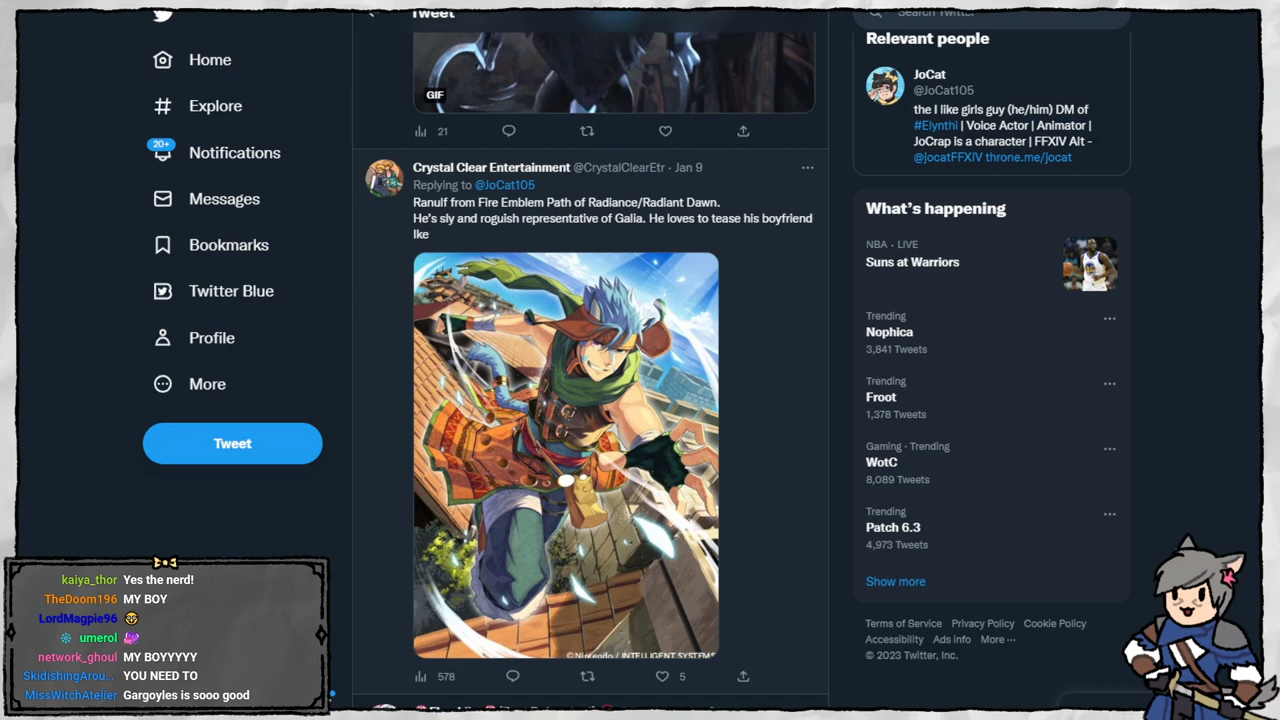 Home
Explore
20+
Notifications
Messages
Bookmarks
Twitter Blue
Profile
More
Tweet
Tweet
GIF
21
Crystal Clear Entertainment @CrystalClearEtr · Jan 9
Replying to @JoCat105
Ranulf from Fire Emblem Path of Radiance/Radiant Dawn.
He's sly and roguish representative of Galia. He loves to tease his boyfriend
Ike
©Nintendo / INTELLIGENT SYSTEMS
578
5
Search Twitter
Relevant people
JoCat
@JoCat105
the I like girls guy (he/him) DM of
#Elynthi | Voice Actor | Animator |
JoCrap is a character | FFXIV Alt -
@jocatFFXIV throne.me/jocat
What's happening
NBA · LIVE
Suns at Warriors
Trending
Nophica
3,841 Tweets
Trending
Froot
1,378 Tweets
Gaming · Trending
WotC
8,089 Tweets
Trending
Patch 6.3
4,973 Tweets
Show more
Terms of Service Privacy Policy Cookie Policy
Accessibility Ads info More ...
© 2023 Twitter, Inc.
kaiya_thor Yes the nerd!
TheDoom196 MY BOY
LordMagpie96
umerol
network_ghoul MY BOYYYYY
SkidishingArou... YOU NEED TO
MissWitchAtelier Gargoyles is sooo good